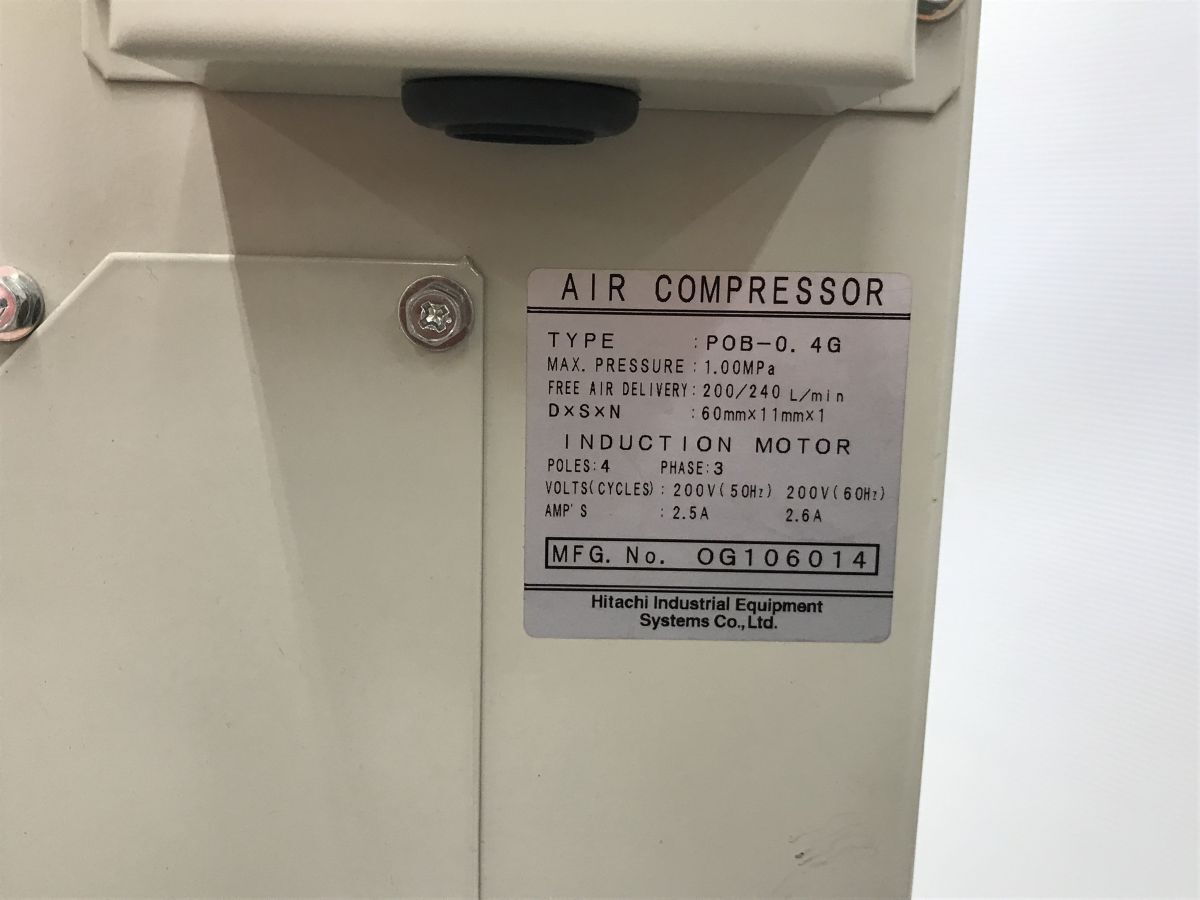 AIR COMPRESSOR
TYPE : POB-0.4G
MAX. PRESSURE : 1.00MPa
FREE AIR DELIVERY : 200/240 L/min
D×S×N : 60mm×11mm×1
INDUCTION MOTOR
POLES:4 PHASE:3
VOLTS(CYCLES) : 200V(50Hz) 200V(60Hz)
AMP'S : 2.5A 2.6A
MFG. No. OG106014
Hitachi Industrial Equipment
Systems Co.,Ltd.